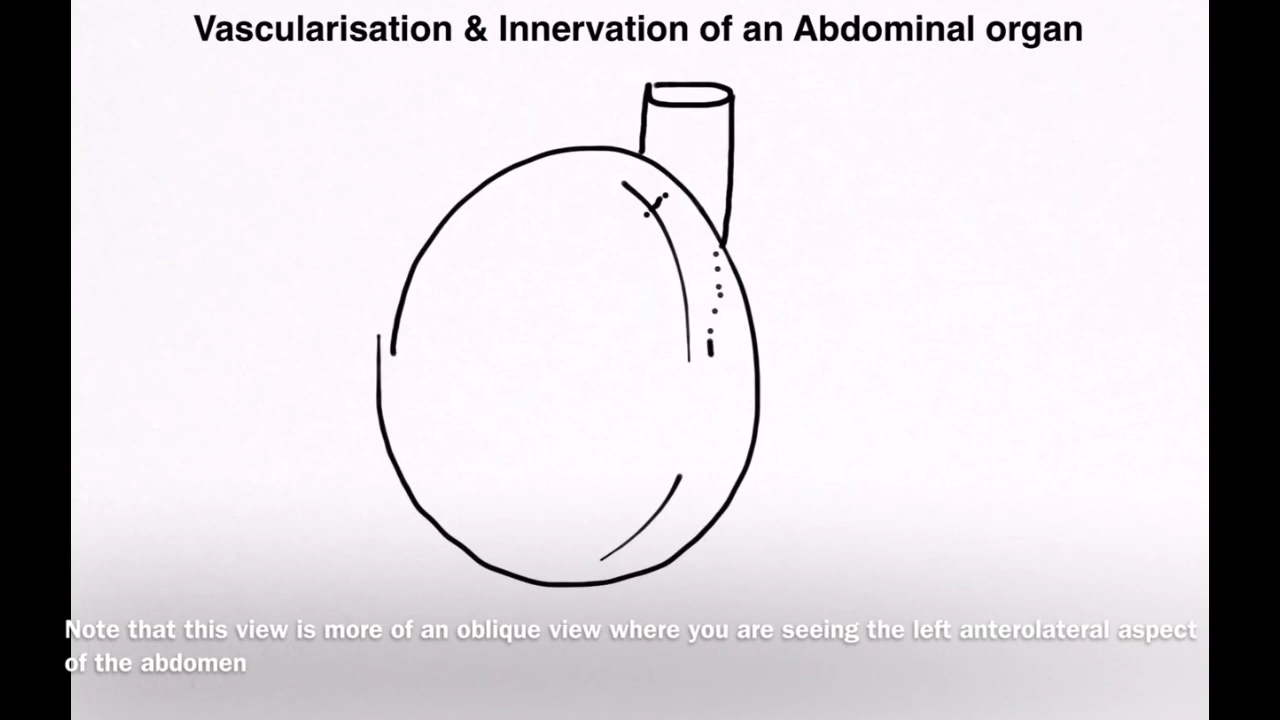 Vascularisation & Innervation of an Abdominal organ
Note that this view is more of an oblique view where you are seeing the left anterolateral aspect
of the abdomen